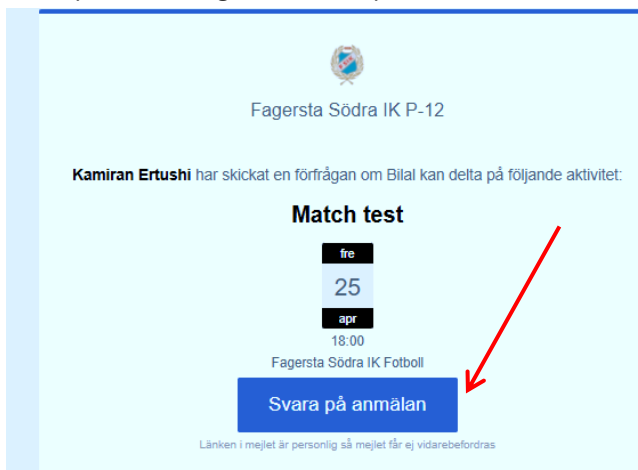 Fagersta Södra IK P-12
Kamiran Ertushi har skickat en förfrågan om Bilal kan delta på följande aktivitet:
Match test
fre
25
apr
18:00
Fagersta Södra IK Fotboll
Svara på anmälan
Länken i mejlet är personlig så mejlet får ej vidarebefordras